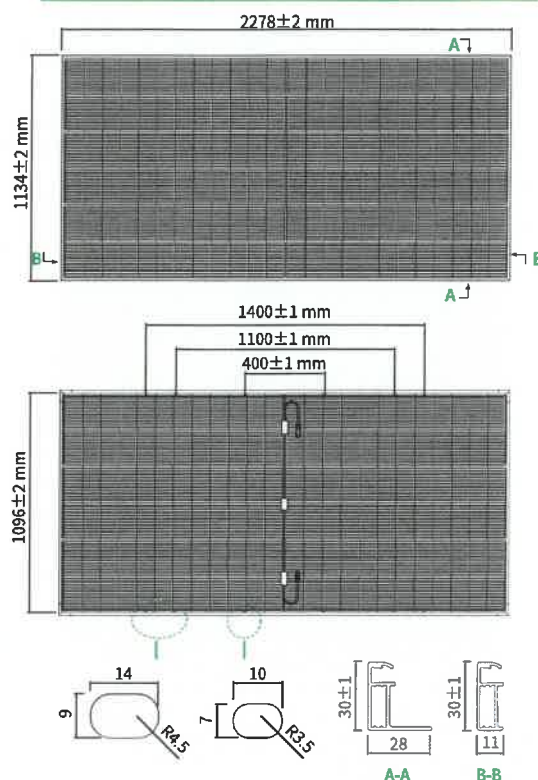 2278±2 mm
A
1134±2 mm
B
B
A
1400±1 mm
1100±1 mm
400±1 mm
1096±2 mm
I
I
14
9
R4.5
10
7
R3.5
30±1
28
A-A
30±1
11
B-B